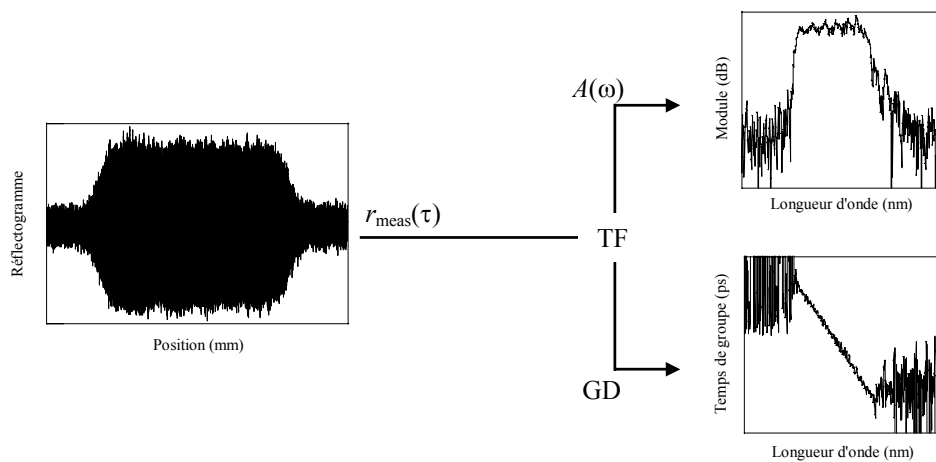 Réflectogramme
Position (mm)
r_meas(τ)
TF
A(ω)
GD
Module (dB)
Longueur d'onde (nm)
Temps de groupe (ps)
Longueur d'onde (nm)